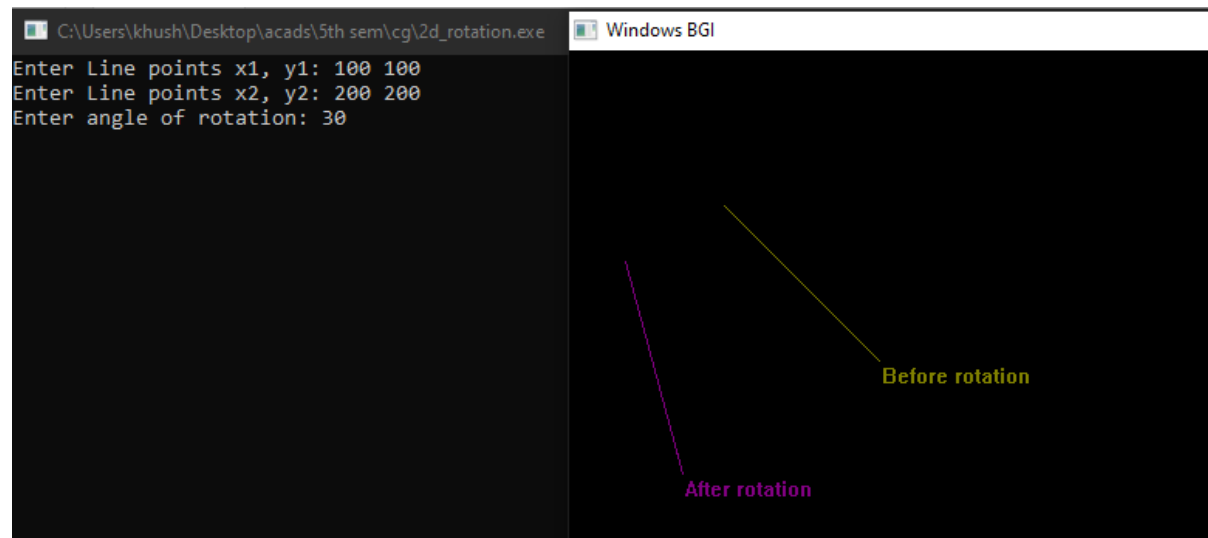 C:\Users\khush\Desktop\acads\5th sem\cg\2d_rotation.exe
Enter Line points x1, y1: 100 100
Enter Line points x2, y2: 200 200
Enter angle of rotation: 30
Windows BGI
Before rotation
After rotation